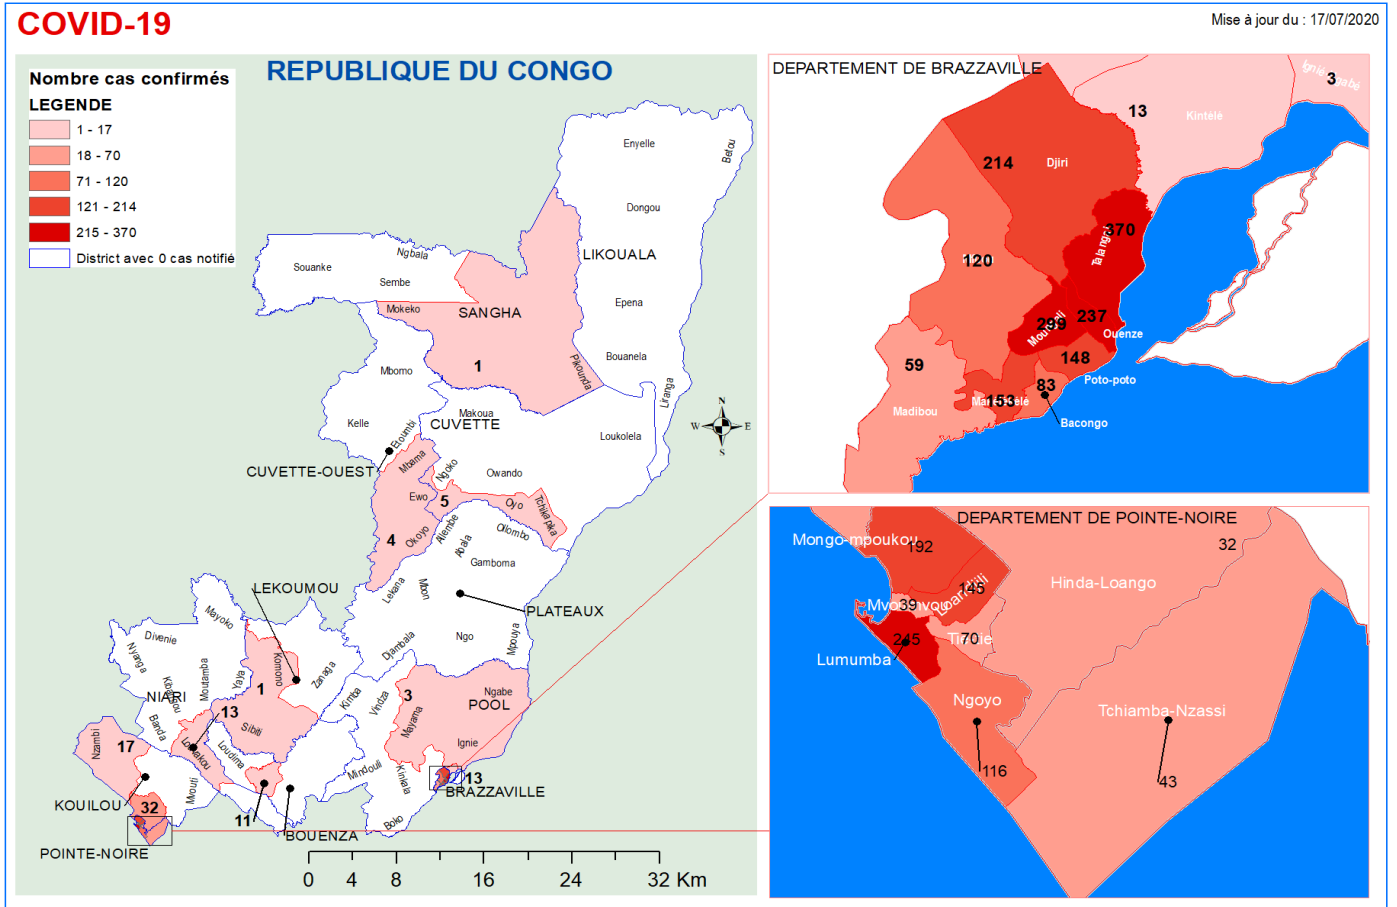 COVID-19
Mise à jour du : 17/07/2020
REPUBLIQUE DU CONGO
Nombre cas confirmés
LEGENDE
1 - 17
18 - 70
71 - 120
121 - 214
215 - 370
District avec 0 cas notifié
Enyelle
Betou
Dongou
LIKOUALA
Ngbala
Souanke
Sembe
Epena
Mokeko
SANGHA
Bouanela
Pikounda
1
Mbomo
Liranga
Makoua
CUVETTE
Kelle
Etoumbi
Loukolela
CUVETTE-OUEST
Mbama
Ngoko
Owando
Ewo
5
Oyo
Tchikapika
4
Okoyo
Allembe
Abala
Ollombo
Gamboma
LEKOUMOU
Lekana
Mbon
PLATEAUX
Mayoko
Divenie
Nyanga
Ngo
Mpouya
Djambala
Moutamba
Yaya
Komono
Zanaga
NIARI
1
Kimba
Vindza
3
Ngabe
POOL
Banda
13
Mayama
Sibiti
17
Nzambi
Loudima
Ignie
Mindouli
Kinkala
13
BRAZZAVILLE
KOUILOU
32
Mvouti
11
BOUENZA
Boko
POINTE-NOIRE
N
W
E
S
0 4 8 16 24 32 Km
DEPARTEMENT DE BRAZZAVILLE
3
13
Kintélé
214
Djiri
370
120
299
237
Ouenze
59
148
Poto-poto
83
153
Madibou
Bacongo
DEPARTEMENT DE POINTE-NOIRE
Mongo-mpoukou
192
32
Hinda-Loango
145
39
245
70
Lumumba
Ngoyo
Tchiamba-Nzassi
116
43